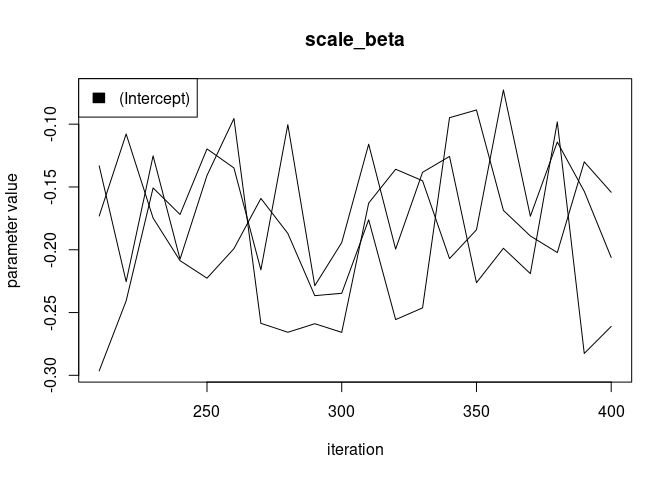 scale_beta
(Intercept)
parameter value
-0.10
-0.15
-0.20
-0.25
-0.30
250
300
350
400
iteration